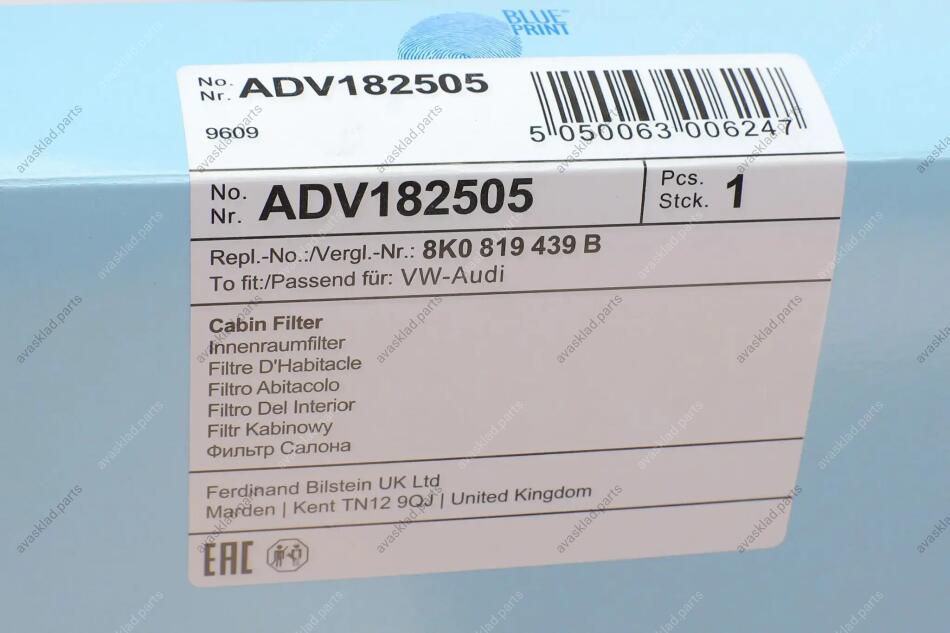 BLUE
PRINT
No.
Nr. ADV182505
9609
5 050063 006247
No.
Nr. ADV182505
Pcs.
Stck. 1
Repl.-No.:/Vergl.-Nr.: 8K0 819 439 B
To fit:/Passend für: VW-Audi
Cabin Filter
Innenraumfilter
Filtre D'Habitacle
Filtro Abitacolo
Filtro Del Interior
Filtr Kabinowy
Фильтр Салона
Ferdinand Bilstein UK Ltd
Marden | Kent TN12 9QJ | United Kingdom
EAC
avasklad.parts